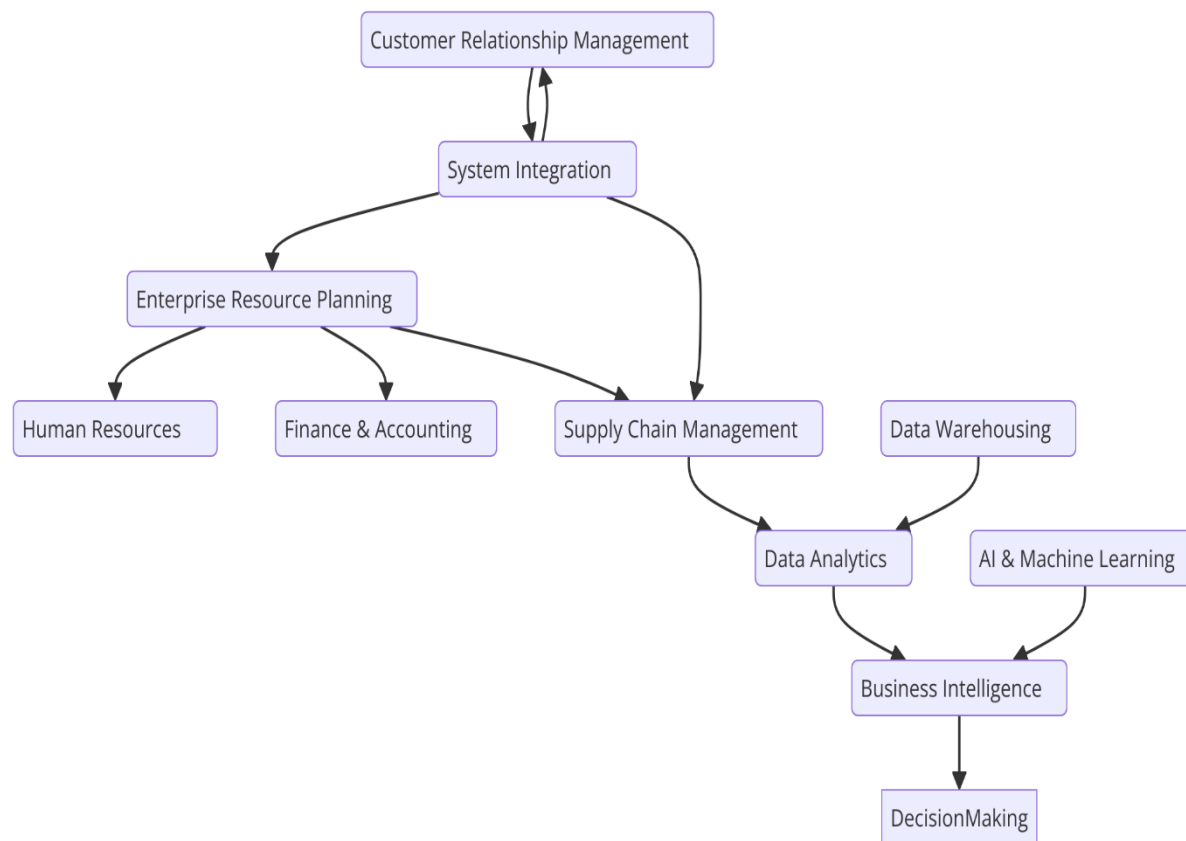 Customer Relationship Management
System Integration
Enterprise Resource Planning
Human Resources
Finance & Accounting
Supply Chain Management
Data Warehousing
Data Analytics
AI & Machine Learning
Business Intelligence
DecisionMaking